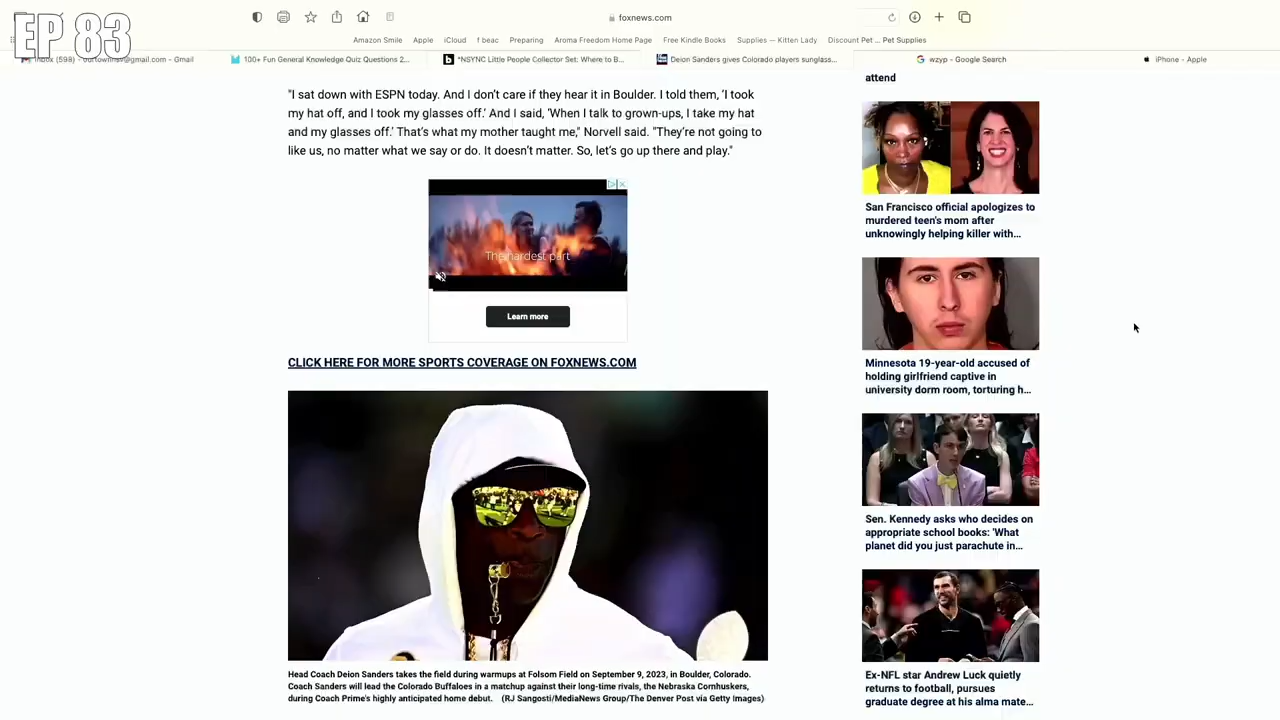 EP 83
foxnews.com
Amazon Smile Apple iCloud f beac Preparing Aroma Freedom Home Page Free Kindle Books Supplies — Kitten Lady Discount Pet ... Pet Supplies
Inbox (598) - ourtownhsv@gmail.com - Gmail
100+ Fun General Knowledge Quiz Questions 2...
*NSYNC Little People Collector Set: Where to B...
Deion Sanders gives Colorado players sunglass...
wzyp - Google Search
iPhone - Apple
"I sat down with ESPN today. And I don't care if they hear it in Boulder. I told them, 'I took
my hat off, and I took my glasses off.' And I said, 'When I talk to grown-ups, I take my hat
and my glasses off.' That's what my mother taught me," Norvell said. "They're not going to
like us, no matter what we say or do. It doesn't matter. So, let's go up there and play."
The hardest part
Learn more
CLICK HERE FOR MORE SPORTS COVERAGE ON FOXNEWS.COM
Head Coach Deion Sanders takes the field during warmups at Folsom Field on September 9, 2023, in Boulder, Colorado.
Coach Sanders will lead the Colorado Buffaloes in a matchup against their long-time rivals, the Nebraska Cornhuskers,
during Coach Prime's highly anticipated home debut. (RJ Sangosti/MediaNews Group/The Denver Post via Getty Images)
attend
San Francisco official apologizes to
murdered teen's mom after
unknowingly helping killer with...
Minnesota 19-year-old accused of
holding girlfriend captive in
university dorm room, torturing h...
Sen. Kennedy asks who decides on
appropriate school books: 'What
planet did you just parachute in...
Ex-NFL star Andrew Luck quietly
returns to football, pursues
graduate degree at his alma mate...